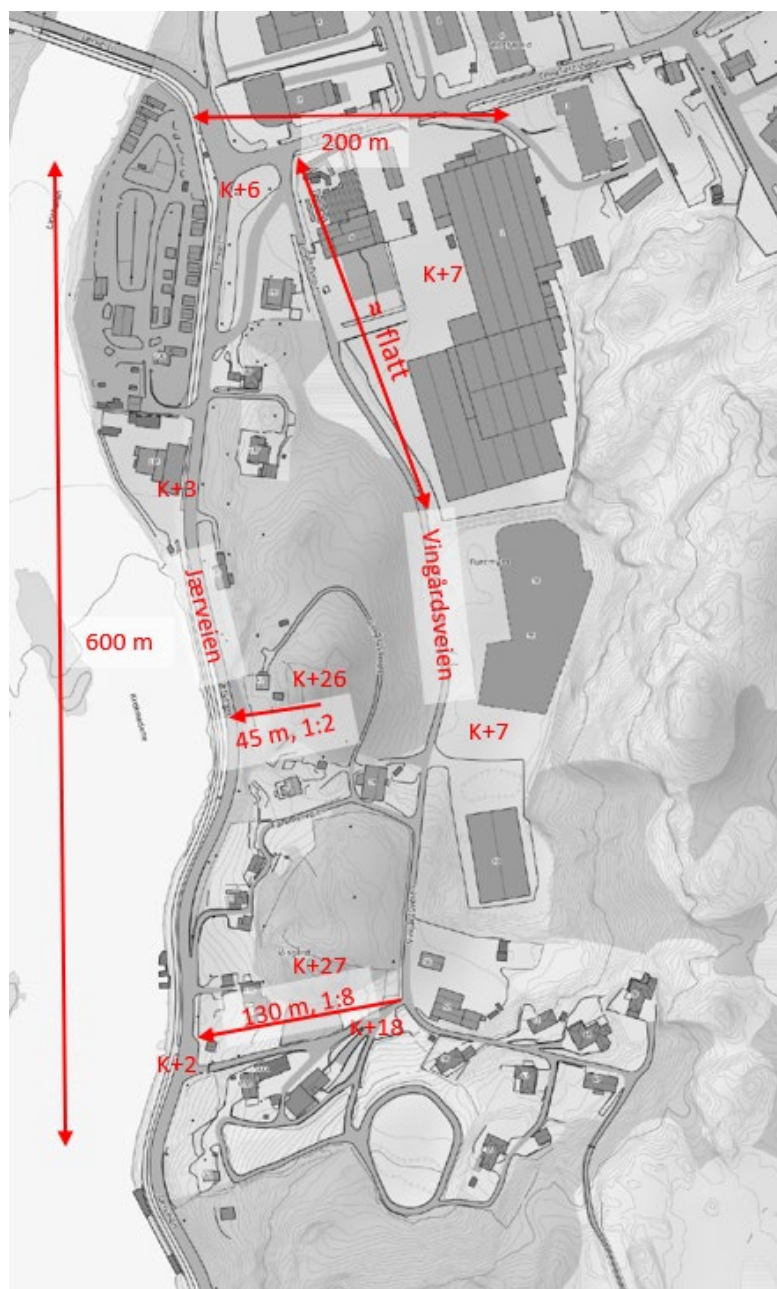 200 m
K+6
K+7
≈ flatt
K+3
Jærveien
Vingårdsveien
600 m
K+26
45 m, 1:2
K+7
K+27
130 m, 1:8
K+18
K+2